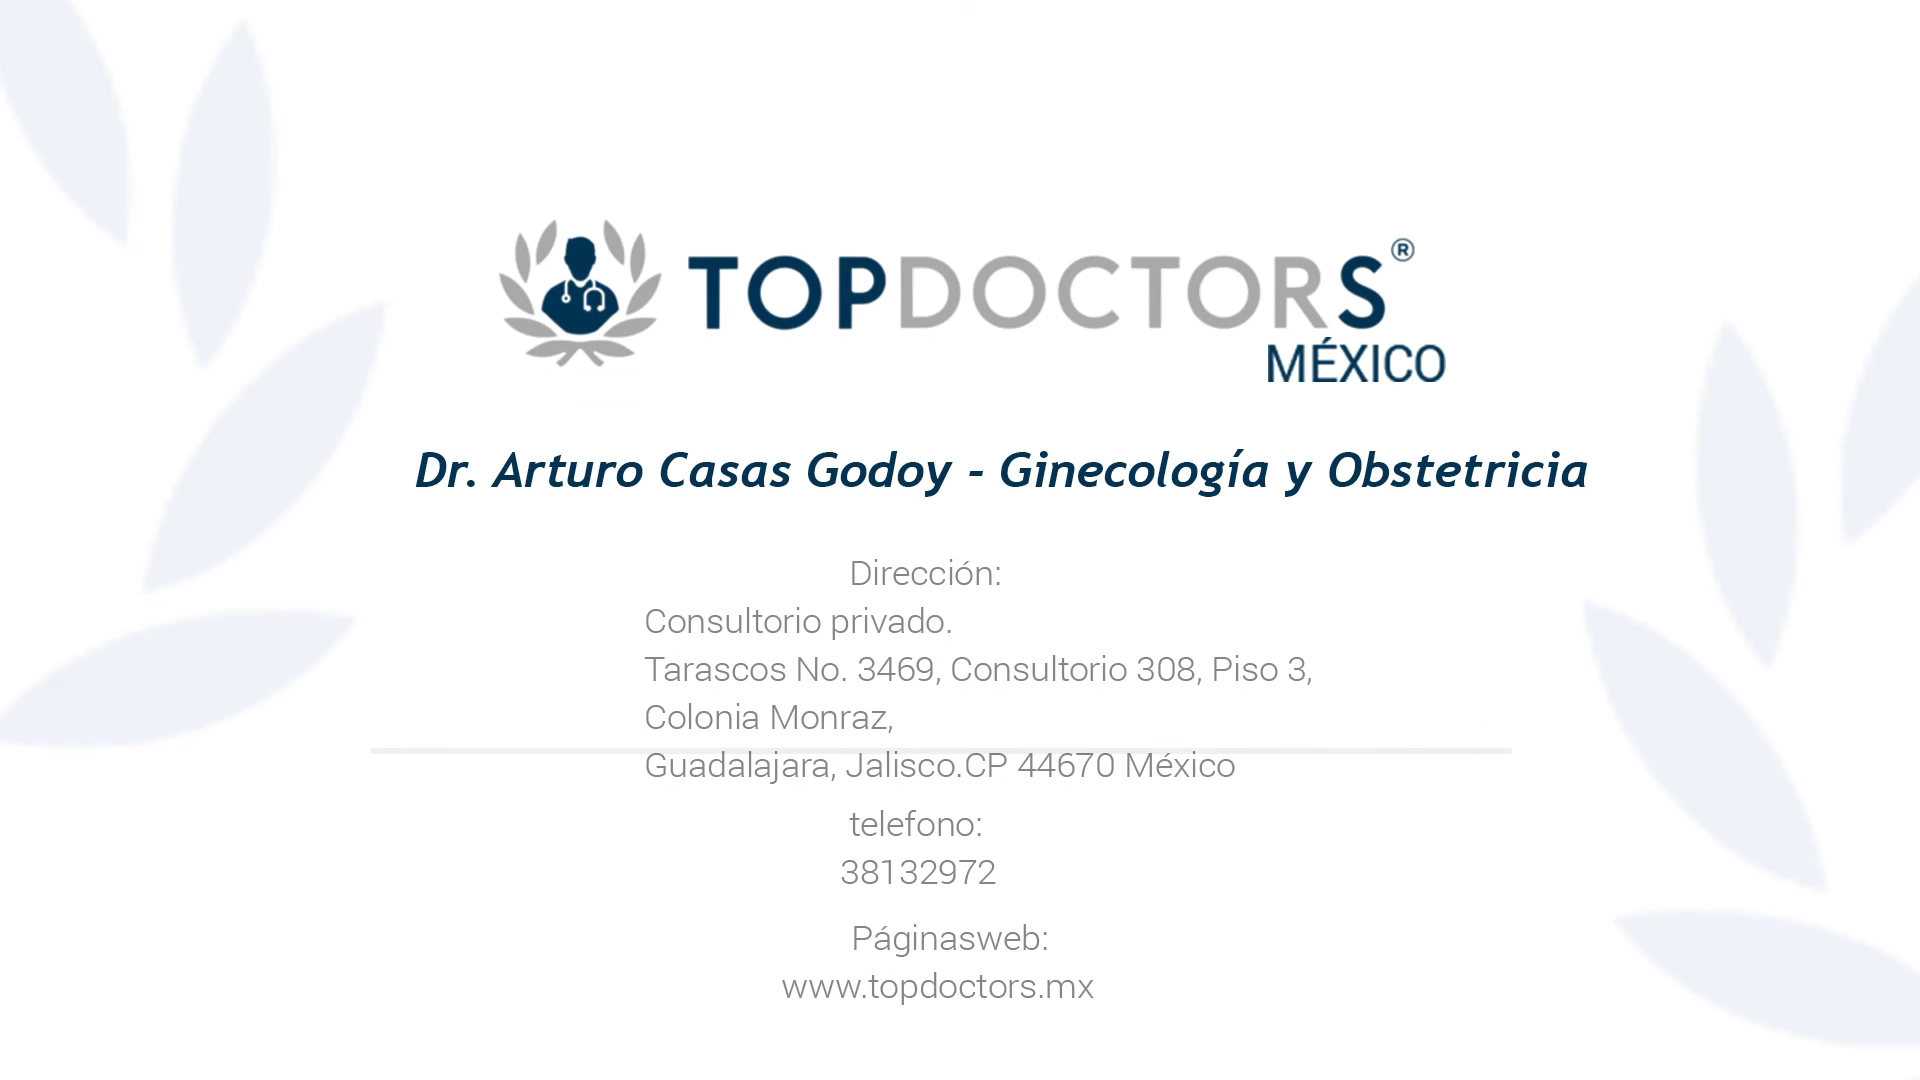 TOPDOCTORS®
MÉXICO
Dr. Arturo Casas Godoy - Ginecología y Obstetricia
Dirección:
Consultorio privado.
Tarascos No. 3469, Consultorio 308, Piso 3,
Colonia Monraz,
Guadalajara, Jalisco.CP 44670 México
telefono:
38132972
Páginasweb:
www.topdoctors.mx